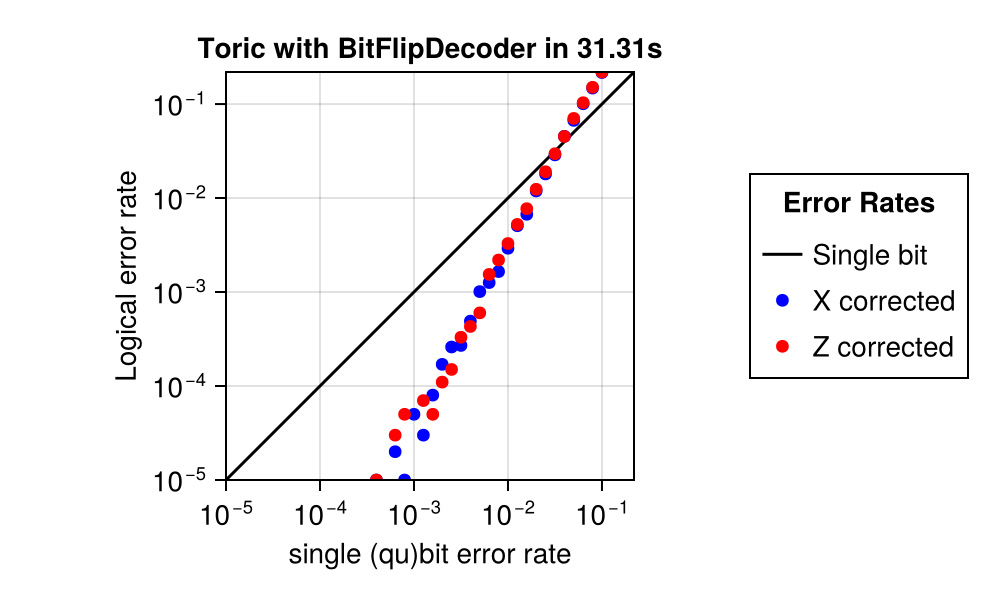 Toric with BitFlipDecoder in 31.31s
Logical error rate
10⁻¹
10⁻²
10⁻³
10⁻⁴
10⁻⁵
10⁻⁵ 10⁻⁴ 10⁻³ 10⁻² 10⁻¹
single (qu)bit error rate
Error Rates
Single bit
X corrected
Z corrected